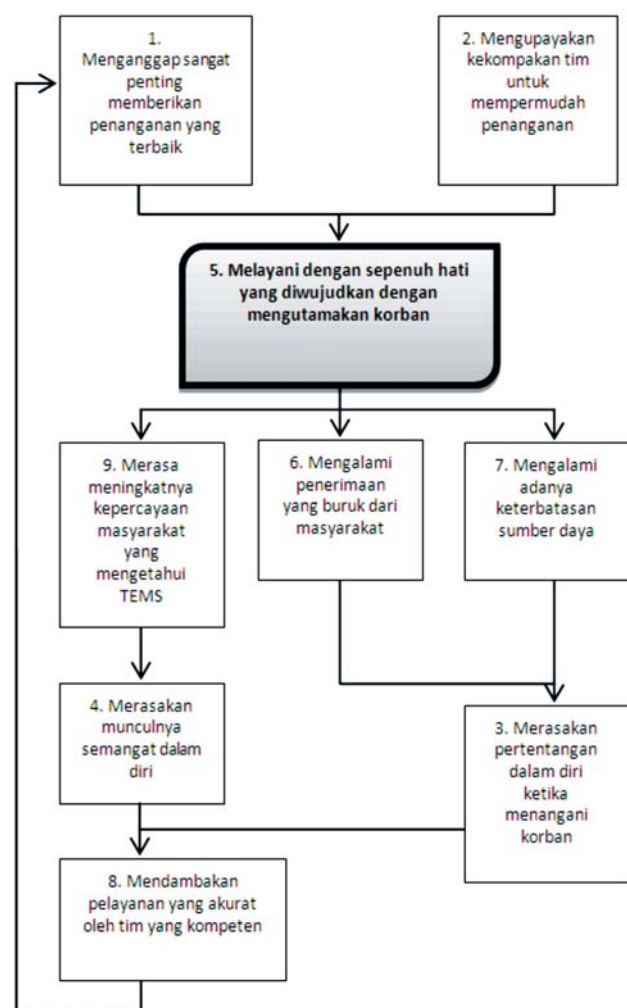 1.
Menganggap sangat
penting
memberikan
penanganan yang
terbaik
2. Mengupayakan
kekompakan tim
untuk
mempermudah
penanganan
5. Melayani dengan sepenuh hati
yang diwujudkan dengan
mengutamakan korban
9. Merasa
meningkatnya
kepercayaan
masyarakat
yang
mengetahui
TEMS
6. Mengalami
penerimaan
yang buruk dari
masyarakat
7. Mengalami
adanya
keterbatasan
sumber daya
4. Merasakan
munculnya
semangat dalam
diri
3. Merasakan
pertentangan
dalam diri
ketika
menangani
korban
8. Mendambakan
pelayanan yang akurat
oleh tim yang kompeten